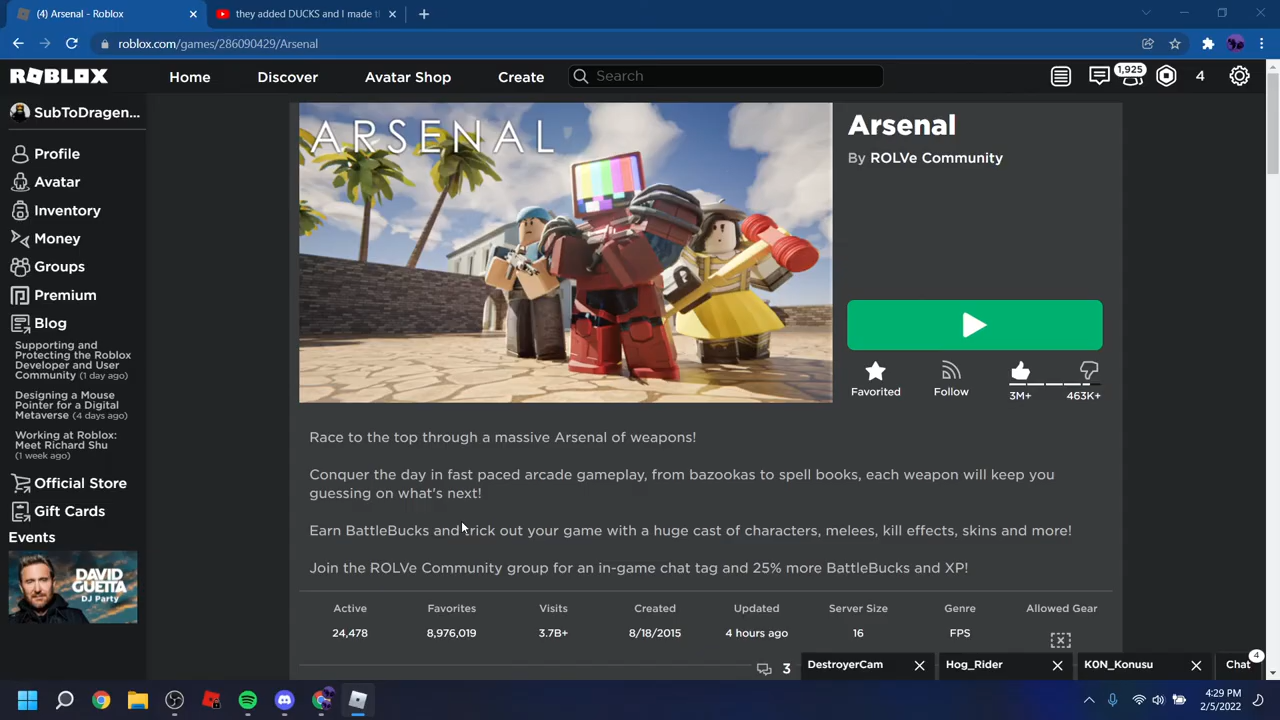 (4) Arsenal - Roblox
they added DUCKS and I made th
roblox.com/games/286090429/Arsenal
ROBLOX
Home
Discover
Avatar Shop
Create
Search
1,925
4
SubToDragen...
Profile
Avatar
Inventory
Money
Groups
Premium
Blog
Supporting and
Protecting the Roblox
Developer and User
Community (1 day ago)
Designing a Mouse
Pointer for a Digital
Metaverse (4 days ago)
Working at Roblox:
Meet Richard Shu
(1 week ago)
Official Store
Gift Cards
Events
DAVID
GUETTA
DJ Party
ARSENAL
Arsenal
By ROLVe Community
Favorited
Follow
3M+
463K+
Race to the top through a massive Arsenal of weapons!
Conquer the day in fast paced arcade gameplay, from bazookas to spell books, each weapon will keep you
guessing on what's next!
Earn BattleBucks and trick out your game with a huge cast of characters, melees, kill effects, skins and more!
Join the ROLVe Community group for an in-game chat tag and 25% more BattleBucks and XP!
Active
Favorites
Visits
Created
Updated
Server Size
Genre
Allowed Gear
24,478
8,976,019
3.7B+
8/18/2015
4 hours ago
16
FPS
3
DestroyerCam
Hog_Rider
K0N_Konusu
Chat
4
4:29 PM
2/5/2022